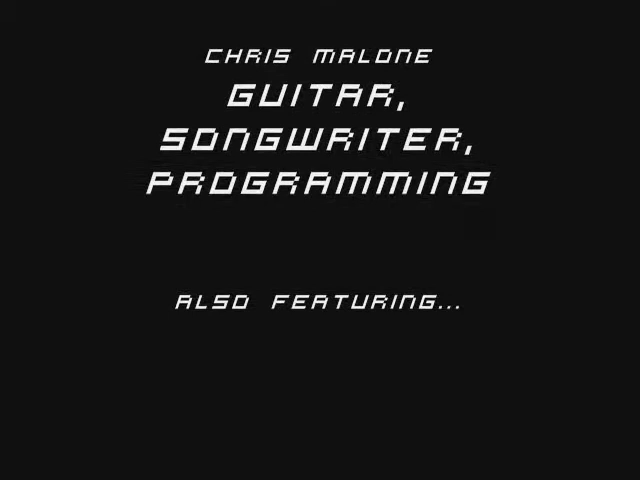 CHRIS MALONE
GUITAR,
SONGWRITER,
PROGRAMMING
ALSO FEATURING...